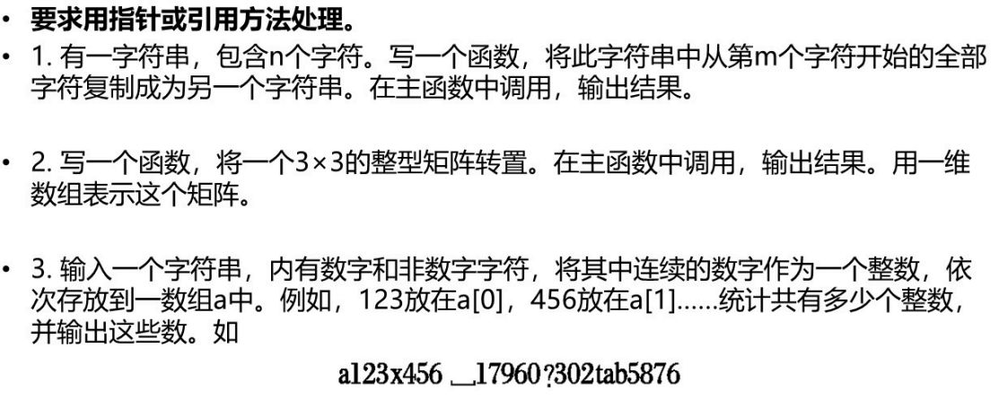 • 要求用指针或引用方法处理。
• 1. 有一字符串，包含n个字符。写一个函数，将此字符串中从第m个字符开始的全部
字符复制成为另一个字符串。在主函数中调用，输出结果。
• 2. 写一个函数，将一个3×3的整型矩阵转置。在主函数中调用，输出结果。用一维
数组表示这个矩阵。
• 3. 输入一个字符串，内有数字和非数字字符，将其中连续的数字作为一个整数，依
次存放到一数组a中。例如，123放在a[0]，456放在a[1]……统计共有多少个整数，
并输出这些数。如
a123x456 ⎵17960?302tab5876